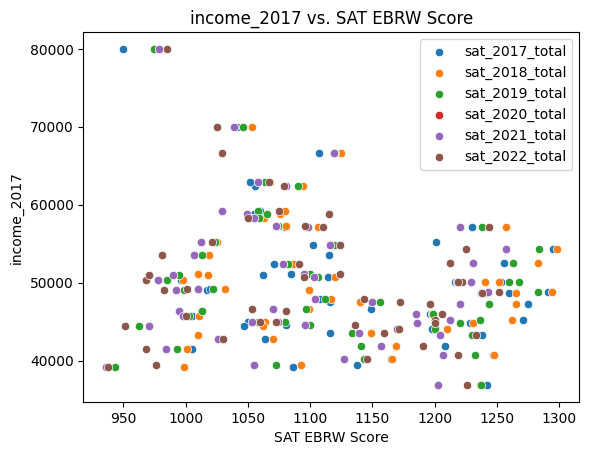 income_2017 vs. SAT EBRW Score
sat_2017_total
sat_2018_total
sat_2019_total
sat_2020_total
sat_2021_total
sat_2022_total
80000
70000
60000
50000
40000
income_2017
950
1000
1050
1100
1150
1200
1250
1300
SAT EBRW Score